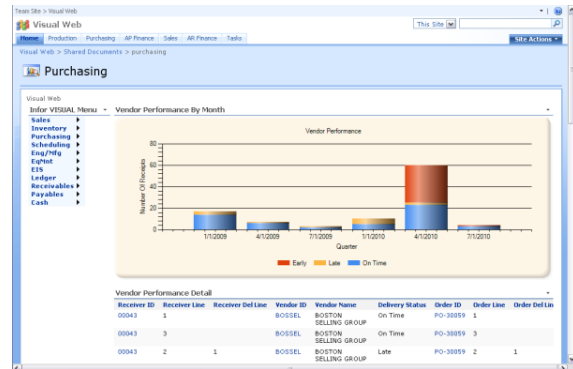 Team Site > Visual Web
Visual Web
This Site
Home Production Purchasing AP Finance Sales AR Finance Tasks
Site Actions
Visual Web > Shared Documents > purchasing
Purchasing
Visual Web
Infor VISUAL Menu
Sales
Inventory
Purchasing
Scheduling
Eng/Mfg
EqMnt
EIS
Ledger
Receivables
Payables
Cash
Vendor Performance By Month
Vendor Performance
Number Of Receipts
80
60
40
20
0
1/1/2009 4/1/2009 7/1/2009 1/1/2010 4/1/2010 7/1/2010
Quarter
Early Late On Time
Vendor Performance Detail
Receiver ID Receiver Line Receiver Del Line Vendor ID Vendor Name Delivery Status Order ID Order Line Order Del Lin
00043 1 BOSSEL BOSTON SELLING GROUP On Time PO-30059 1
00043 3 BOSSEL BOSTON SELLING GROUP On Time PO-30059 3
00043 2 1 BOSSEL BOSTON SELLING GROUP Late PO-30059 2 1